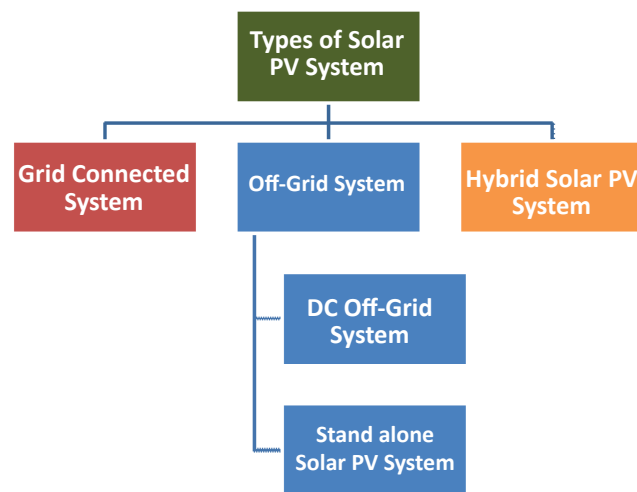 Types of Solar
PV System
Grid Connected
System
Off-Grid System
Hybrid Solar PV
System
DC Off-Grid
System
Stand alone
Solar PV System